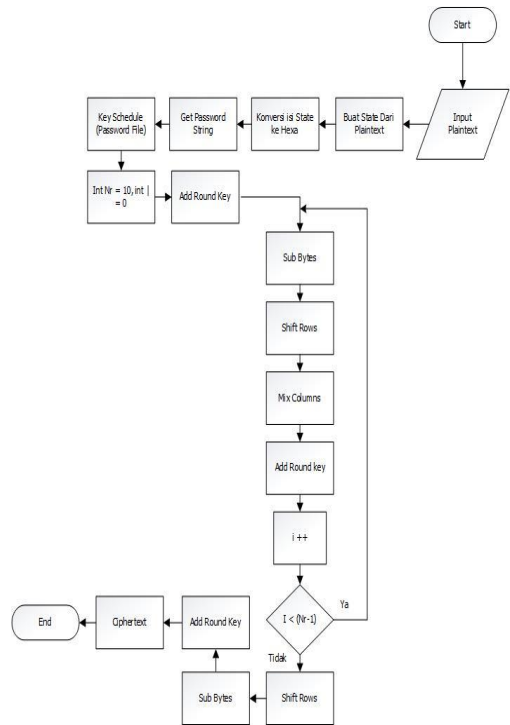 Start
Input
Plaintext
Buat State Dari
Plaintext
Konversi isi State
ke Hexa
Get Password
String
Key Schedule
(Password File)
Int Nr = 10, int |
= 0
Add Round Key
Sub Bytes
Shift Rows
Mix Columns
Add Round key
i ++
I < (Nr-1)
Ya
Tidak
Shift Rows
Sub Bytes
Add Round Key
Ciphertext
End